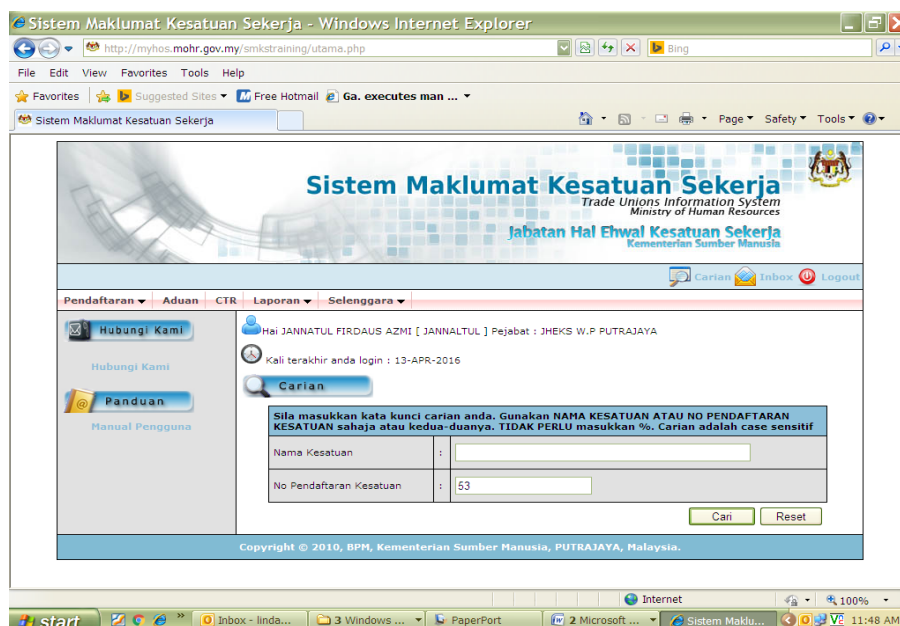 Sistem Maklumat Kesatuan Sekerja - Windows Internet Explorer
http://myhos.mohr.gov.my/smkstraining/utama.php
Bing
File Edit View Favorites Tools Help
Favorites Suggested Sites Free Hotmail Ga. executes man ...
Sistem Maklumat Kesatuan Sekerja
Page Safety Tools
Sistem Maklumat Kesatuan Sekerja
Trade Unions Information System
Ministry of Human Resources
Jabatan Hal Ehwal Kesatuan Sekerja
Kementerian Sumber Manusia
Carian Inbox Logout
Pendaftaran Aduan CTR Laporan Selenggara
Hubungi Kami
Hubungi Kami
Panduan
Manual Pengguna
Hai JANNATUL FIRDAUS AZMI [ JANNALTUL ] Pejabat : JHEKS W.P PUTRAJAYA
Kali terakhir anda login : 13-APR-2016
Carian
Sila masukkan kata kunci carian anda. Gunakan NAMA KESATUAN ATAU NO PENDAFTARAN
KESATUAN sahaja atau kedua-duanya. TIDAK PERLU masukkan %. Carian adalah case sensitif
Nama Kesatuan :
No Pendaftaran Kesatuan : 53
Cari Reset
Copyright © 2010, BPM, Kementerian Sumber Manusia, PUTRAJAYA, Malaysia.
Internet 100%
start Inbox - linda... 3 Windows ... PaperPort 2 Microsoft ... Sistem Maklu... 11:48 AM